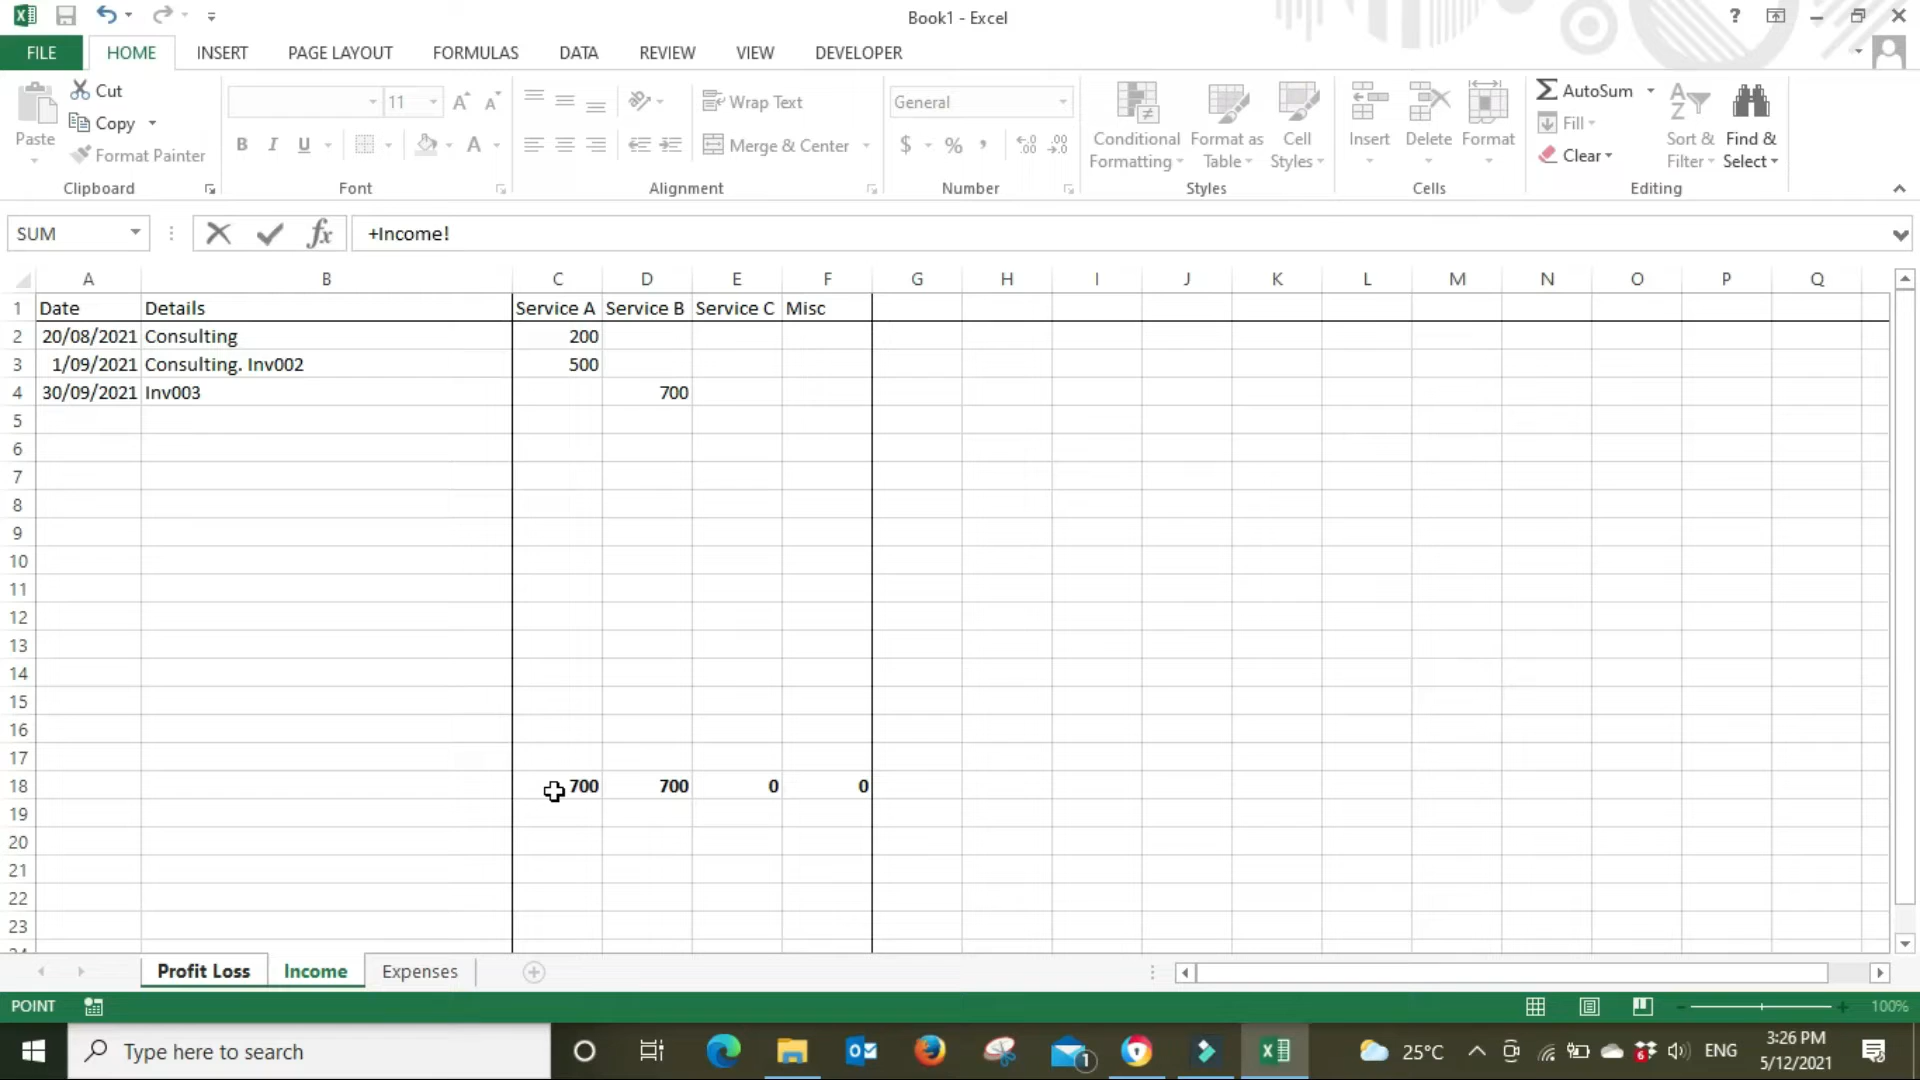 Book1 - Excel
?
FILE HOME INSERT PAGE LAYOUT FORMULAS DATA REVIEW VIEW DEVELOPER
Paste
Cut
Copy
Format Painter
Clipboard
11
B I U A
Font
Wrap Text
Merge & Center
Alignment
General
$ % ,
Number
Conditional Formatting
Format as Table
Cell Styles
Styles
Insert
Delete
Format
Cells
AutoSum
Fill
Clear
Sort & Filter
Find & Select
Editing
SUM fx +Income!
A B C D E F G H I J K L M N O P Q
1 Date Details Service A Service B Service C Misc
2 20/08/2021 Consulting 200
3 1/09/2021 Consulting. Inv002 500
4 30/09/2021 Inv003 700
5
6
7
8
9
10
11
12
13
14
15
16
17
18 700 700 0 0
19
20
21
22
23
24
Profit Loss Income Expenses
POINT 100%
Type here to search
1
25°C
6
ENG
3:26 PM
5/12/2021